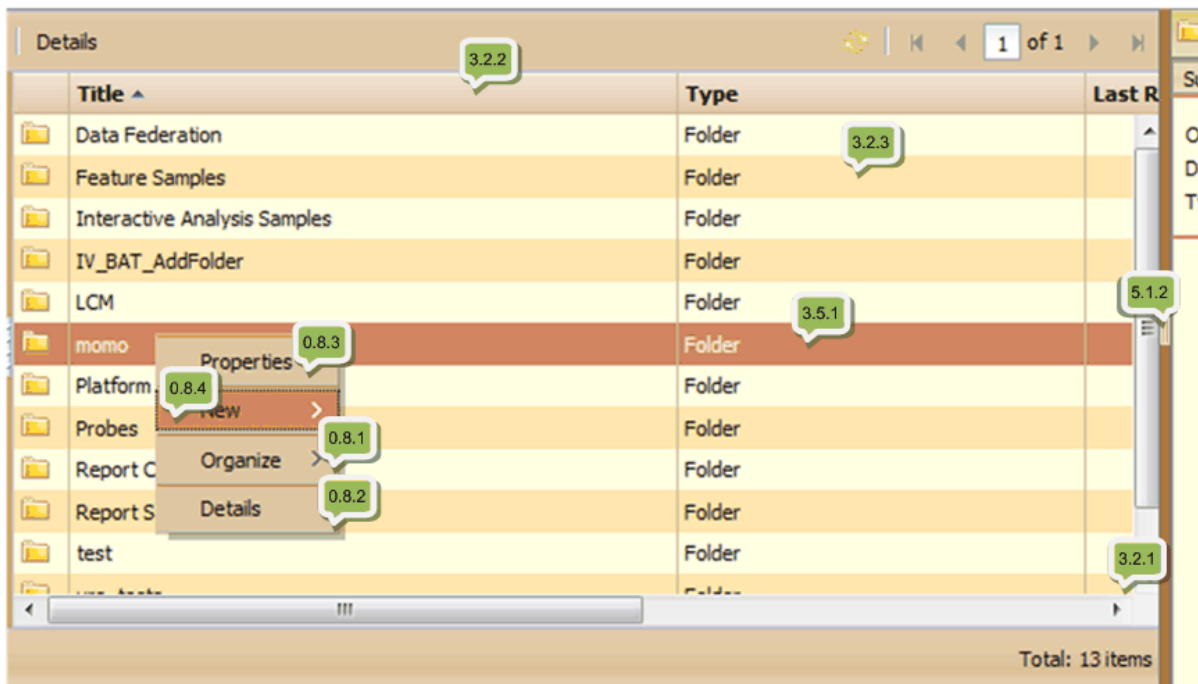 Details
1 of 1
3.2.2
Title Type Last R
Data Federation Folder
3.2.3
Feature Samples Folder
Interactive Analysis Samples Folder
IV_BAT_AddFolder Folder
5.1.2
LCM Folder
3.5.1
momo Folder
0.8.3
Properties
Platform Folder
0.8.4
New
Probes Folder
0.8.1
Organize
Report C Folder
0.8.2
Details
Report S Folder
test Folder
3.2.1
Total: 13 items